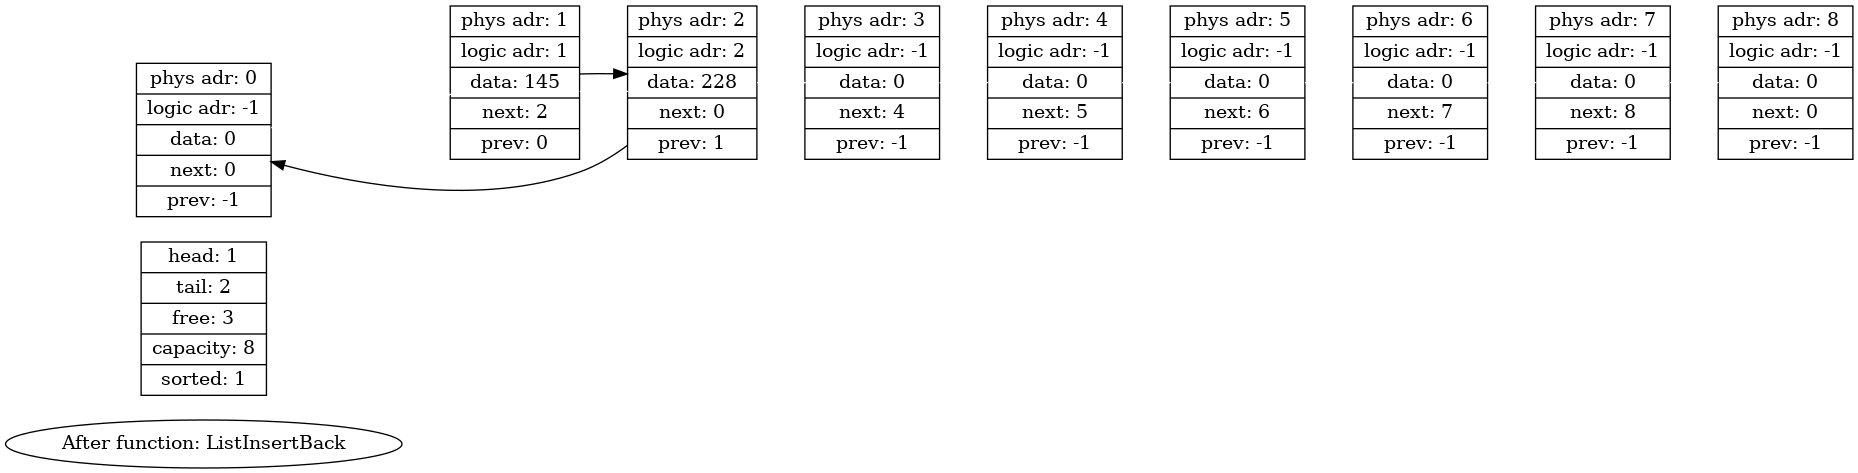 phys adr: 0
logic adr: -1
data: 0
next: 0
prev: -1
phys adr: 1
logic adr: 1
data: 145
next: 2
prev: 0
phys adr: 2
logic adr: 2
data: 228
next: 0
prev: 1
phys adr: 3
logic adr: -1
data: 0
next: 4
prev: -1
phys adr: 4
logic adr: -1
data: 0
next: 5
prev: -1
phys adr: 5
logic adr: -1
data: 0
next: 6
prev: -1
phys adr: 6
logic adr: -1
data: 0
next: 7
prev: -1
phys adr: 7
logic adr: -1
data: 0
next: 8
prev: -1
phys adr: 8
logic adr: -1
data: 0
next: 0
prev: -1
head: 1
tail: 2
free: 3
capacity: 8
sorted: 1
After function: ListInsertBack